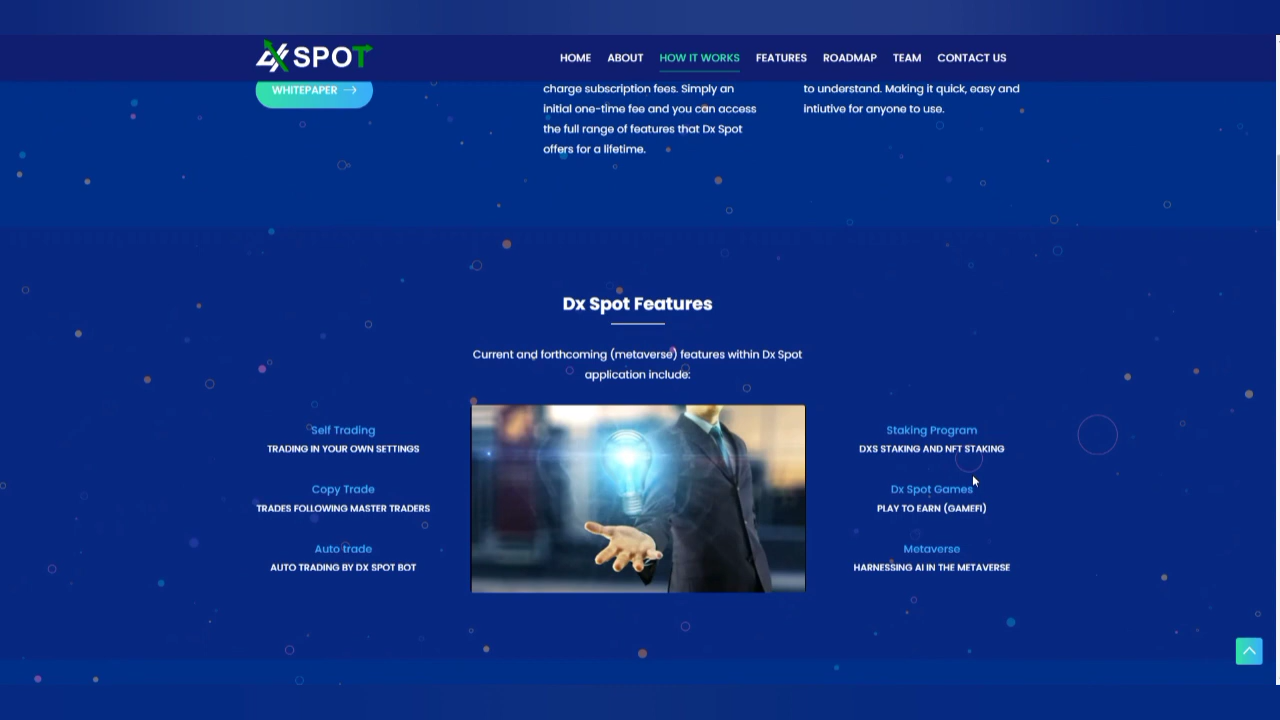 dX SPOT
HOME ABOUT HOW IT WORKS FEATURES ROADMAP TEAM CONTACT US
WHITEPAPER
charge subscription fees. Simply an
initial one-time fee and you can access
the full range of features that Dx Spot
offers for a lifetime.
to understand. Making it quick, easy and
intiutive for anyone to use.
Dx Spot Features
Current and forthcoming (metaverse) features within Dx Spot
application include:
Self Trading
TRADING IN YOUR OWN SETTINGS
Copy Trade
TRADES FOLLOWING MASTER TRADERS
Auto trade
AUTO TRADING BY DX SPOT BOT
Staking Program
DXS STAKING AND NFT STAKING
Dx Spot Games
PLAY TO EARN (GAMEFI)
Metaverse
HARNESSING AI IN THE METAVERSE